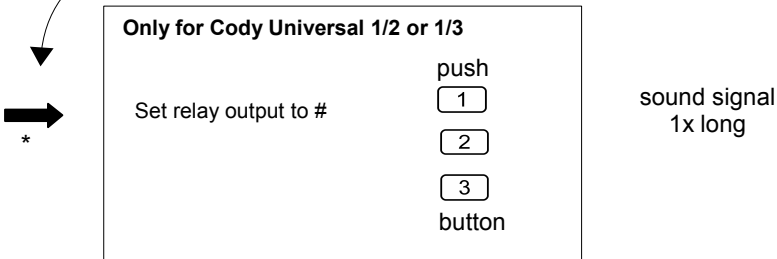 Only for Cody Universal 1/2 or 1/3
push
Set relay output to #
1
2
3
button
sound signal
1x long
*